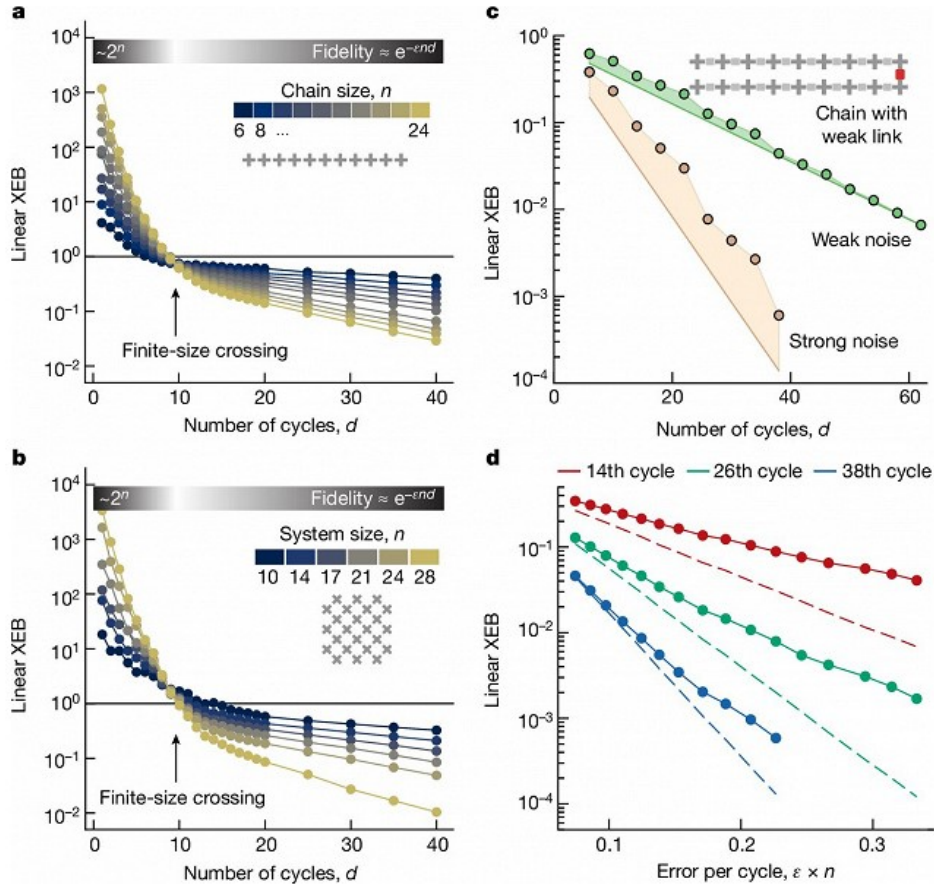 a
10⁴
10³
10²
10¹
10⁰
10⁻¹
10⁻²
Linear XEB
~2ⁿ
Fidelity ≈ e⁻ᵋⁿᵈ
Chain size, n
6 8 ... 24
Finite-size crossing
0 10 20 30 40
Number of cycles, d
b
10⁴
10³
10²
10¹
10⁰
10⁻¹
10⁻²
Linear XEB
~2ⁿ
Fidelity ≈ e⁻ᵋⁿᵈ
System size, n
10 14 17 21 24 28
Finite-size crossing
0 10 20 30 40
Number of cycles, d
c
10⁰
10⁻¹
10⁻²
10⁻³
10⁻⁴
Linear XEB
Chain with
weak link
Weak noise
Strong noise
0 20 40 60
Number of cycles, d
d
14th cycle 26th cycle 38th cycle
10⁻¹
10⁻²
10⁻³
10⁻⁴
Linear XEB
0.1 0.2 0.3
Error per cycle, ε × n